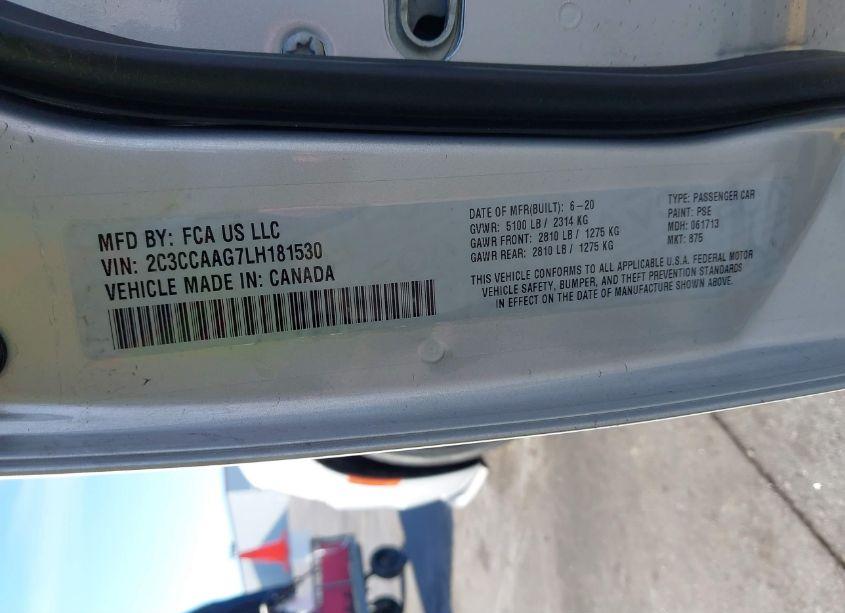 MFD BY: FCA US LLC
VIN: 2C3CCAAG7LH181530
VEHICLE MADE IN: CANADA
DATE OF MFR(BUILT): 6-20
GVWR: 5100 LB / 2314 KG
GAWR FRONT: 2810 LB / 1275 KG
GAWR REAR: 2810 LB / 1275 KG
TYPE: PASSENGER CAR
PAINT: PSE
MDH: 061713
MKT: 875
THIS VEHICLE CONFORMS TO ALL APPLICABLE U.S.A. FEDERAL MOTOR
VEHICLE SAFETY, BUMPER, AND THEFT PREVENTION STANDARDS
IN EFFECT ON THE DATE OF MANUFACTURE SHOWN ABOVE.